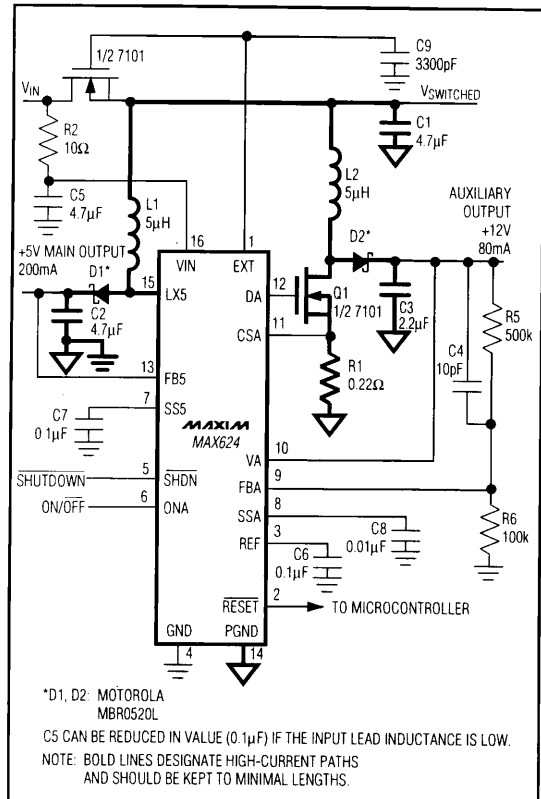 1/2 7101
C9
3300pF
VIN
VSWITCHED
R2
10Ω
C1
4.7µF
L2
5µH
C5
4.7µF
L1
5µH
AUXILIARY
OUTPUT
+12V
80mA
+5V MAIN OUTPUT
200mA
D1*
16
1
VIN
EXT
D2*
15
LX5
12
DA
Q1
1/2 7101
C3
2.2µF
R5
500k
C2
4.7µF
11
CSA
C4
10pF
13
FB5
R1
0.22Ω
7
SS5
C7
0.1µF
MAXIM
MAX624
10
VA
SHUTDOWN
5
SHDN
9
FBA
ON/OFF
6
ONA
8
SSA
C8
0.01µF
R6
100k
3
REF
C6
0.1µF
2
RESET
TO MICROCONTROLLER
GND
PGND
4
14
*D1, D2: MOTOROLA
MBR0520L
C5 CAN BE REDUCED IN VALUE (0.1µF) IF THE INPUT LEAD INDUCTANCE IS LOW.
NOTE: BOLD LINES DESIGNATE HIGH-CURRENT PATHS
AND SHOULD BE KEPT TO MINIMAL LENGTHS.